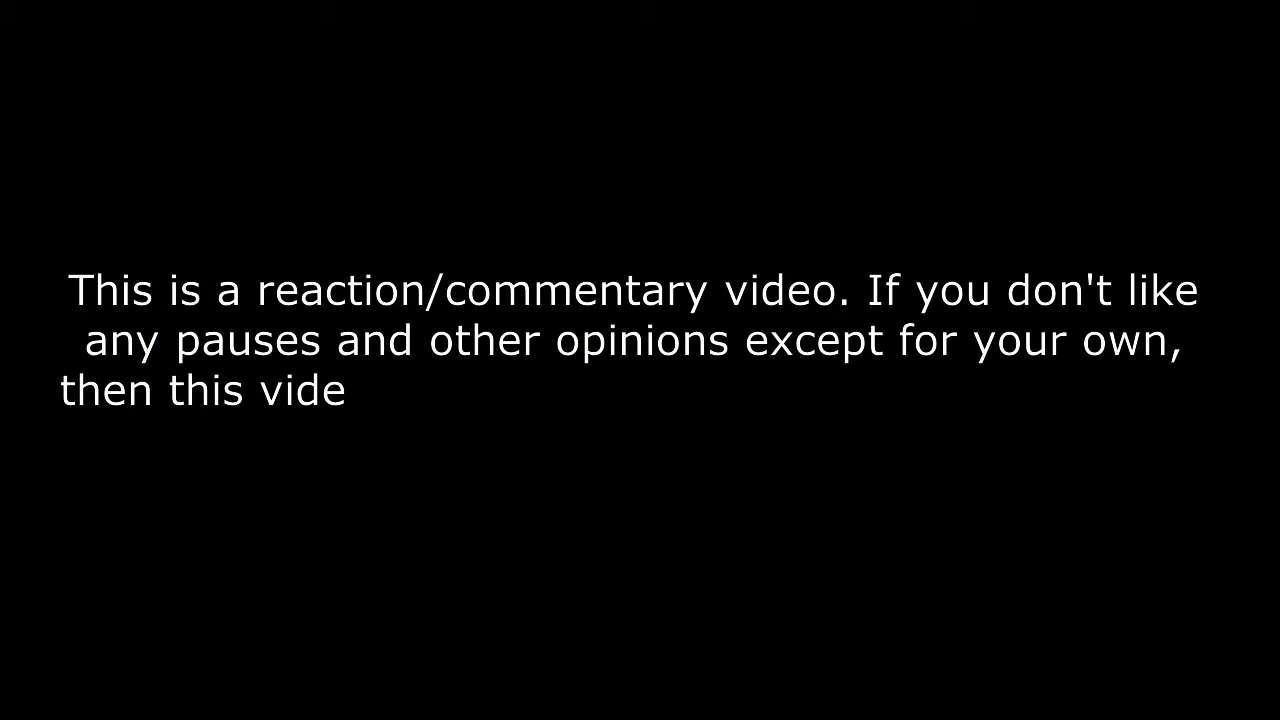 This is a reaction/commentary video. If you don't like
any pauses and other opinions except for your own,
then this vide